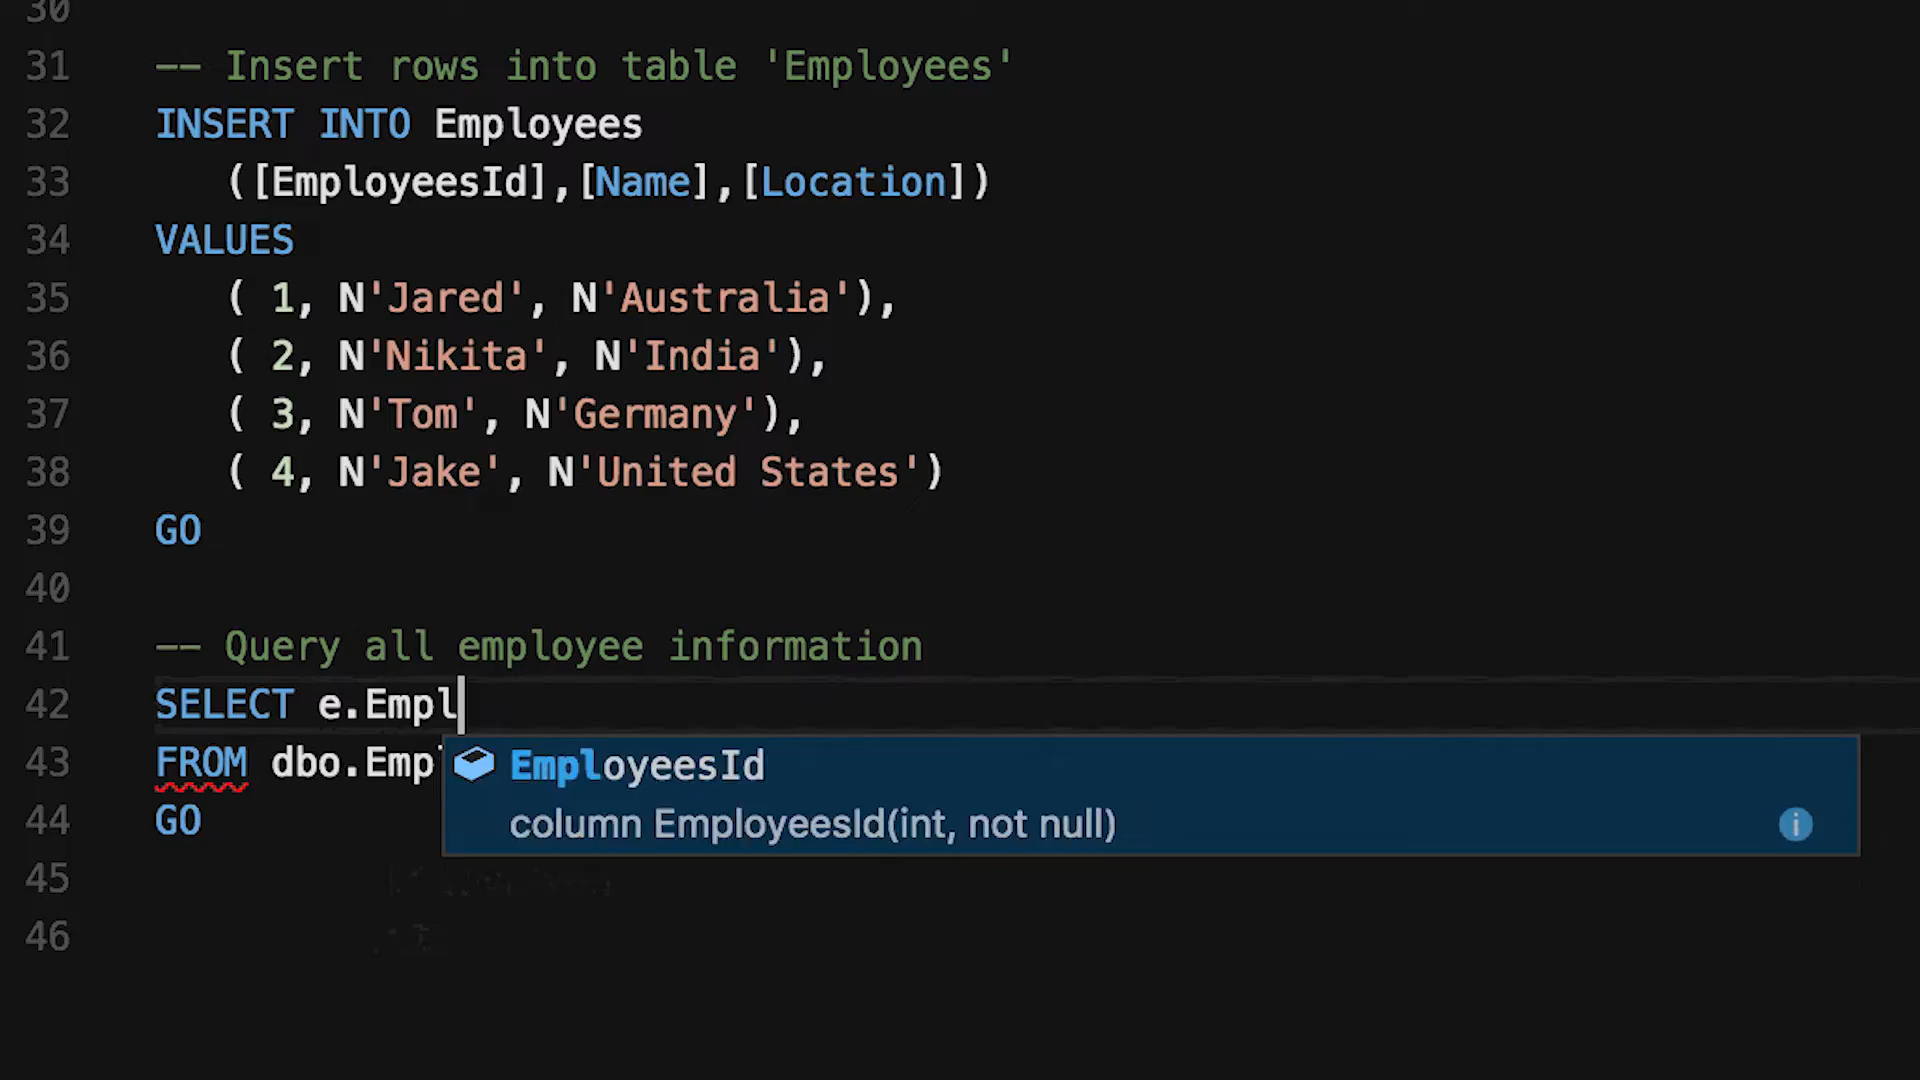 30
31 -- Insert rows into table 'Employees'
32 INSERT INTO Employees
33 ([EmployeesId],[Name],[Location])
34 VALUES
35 ( 1, N'Jared', N'Australia'),
36 ( 2, N'Nikita', N'India'),
37 ( 3, N'Tom', N'Germany'),
38 ( 4, N'Jake', N'United States')
39 GO
40
41 -- Query all employee information
42 SELECT e.Empl
43 FROM dbo.Emp
EmployeesId
column EmployeesId(int, not null)
44 GO
45
46